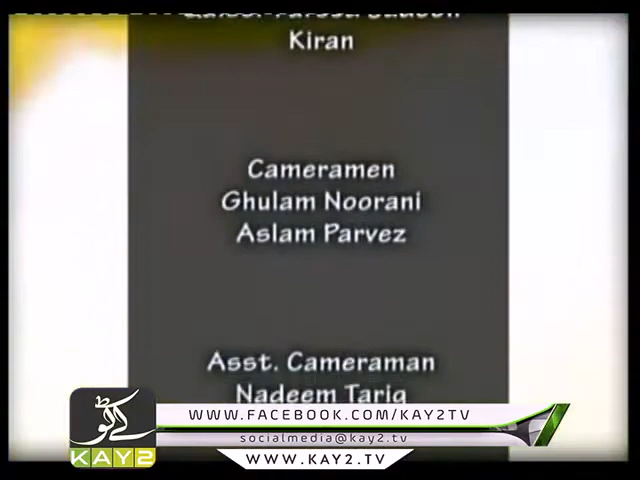 Kiran
Cameramen
Ghulam Noorani
Aslam Parvez
Asst. Cameraman
Nadeem Tariq
WWW.FACEBOOK.COM/KAY2TV
کےٹو
socialmedia@kay2.tv
KAY2
WWW.KAY2.TV